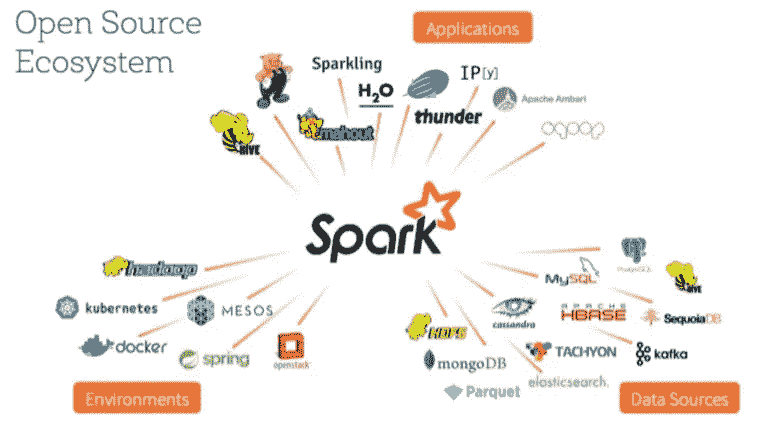 Open Source
Ecosystem
Applications
Sparkling
H2O
IP[y]
Apache Ambari
mahout
thunder
HIVE
Spark
hadoop
kubernetes
MESOS
docker
spring
openstack
Environments
PostgreSQL
MySQL
HIVE
cassandra
APACHE
HBASE
SequoiaDB
HDFS
mongoDB
TACHYON
kafka
Parquet
elasticsearch.
Data Sources